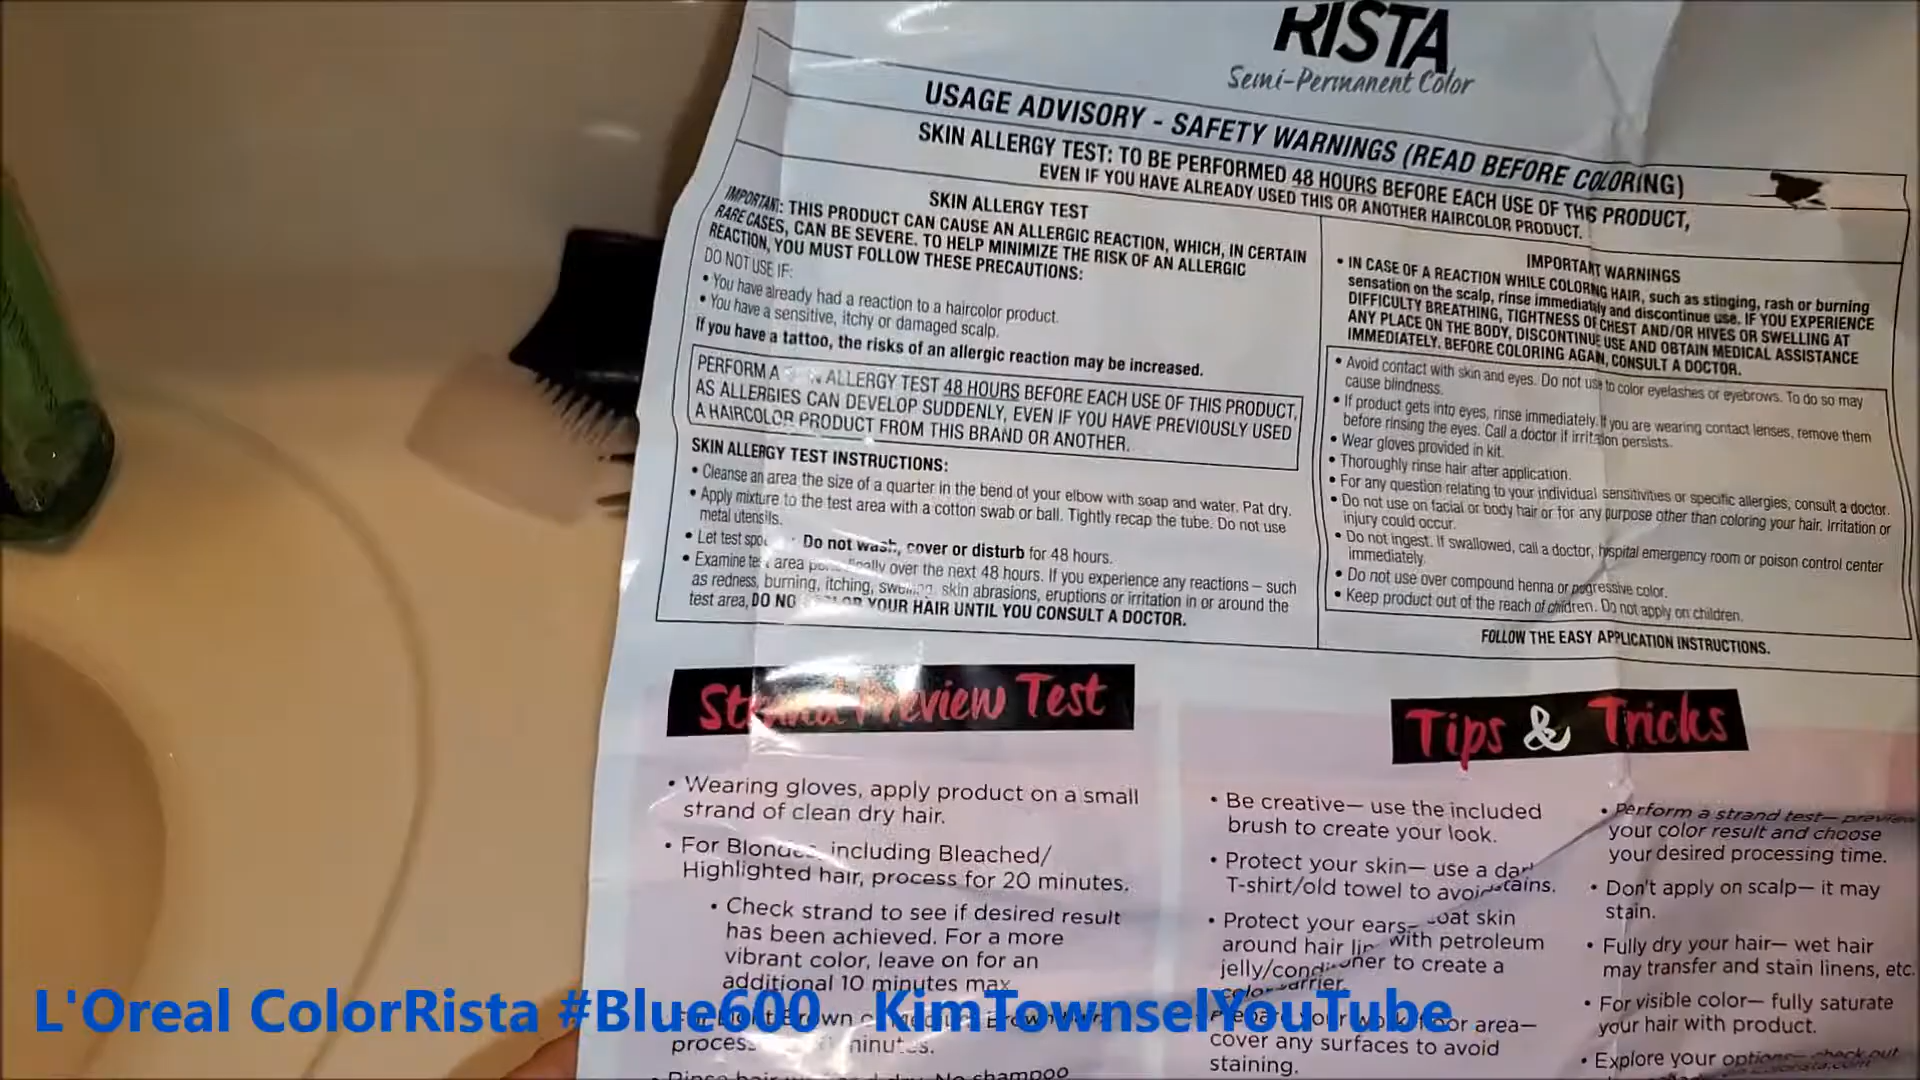 RISTA
Semi-Permanent Color
USAGE ADVISORY - SAFETY WARNINGS (READ BEFORE COLORING)
SKIN ALLERGY TEST: TO BE PERFORMED 48 HOURS BEFORE EACH USE OF THIS PRODUCT,
EVEN IF YOU HAVE ALREADY USED THIS OR ANOTHER HAIRCOLOR PRODUCT.
SKIN ALLERGY TEST
IMPORTANT: THIS PRODUCT CAN CAUSE AN ALLERGIC REACTION, WHICH, IN CERTAIN
RARE CASES, CAN BE SEVERE. TO HELP MINIMIZE THE RISK OF AN ALLERGIC
REACTION, YOU MUST FOLLOW THESE PRECAUTIONS:
DO NOT USE IF:
• You have already had a reaction to a haircolor product.
• You have a sensitive, itchy or damaged scalp.
If you have a tattoo, the risks of an allergic reaction may be increased.
PERFORM A ALLERGY TEST 48 HOURS BEFORE EACH USE OF THIS PRODUCT,
AS ALLERGIES CAN DEVELOP SUDDENLY, EVEN IF YOU HAVE PREVIOUSLY USED
A HAIRCOLOR PRODUCT FROM THIS BRAND OR ANOTHER.
SKIN ALLERGY TEST INSTRUCTIONS:
• Cleanse an area the size of a quarter in the bend of your elbow with soap and water. Pat dry.
• Apply mixture to the test area with a cotton swab or ball. Tightly recap the tube. Do not use
metal utensils.
• Let test Do not wash, cover or disturb for 48 hours.
• Examine test area over the next 48 hours. If you experience any reactions – such
as redness, burning, itching, skin abrasions, eruptions or irritation in or around the
test area, DO YOUR HAIR UNTIL YOU CONSULT A DOCTOR.
IMPORTANT WARNINGS
• IN CASE OF A REACTION WHILE COLORING HAIR, such as stinging, rash or burning
sensation on the scalp, rinse immediately and discontinue use. IF YOU EXPERIENCE
DIFFICULTY BREATHING, TIGHTNESS OF CHEST AND/OR HIVES OR SWELLING AT
ANY PLACE ON THE BODY, DISCONTINUE USE AND OBTAIN MEDICAL ASSISTANCE
IMMEDIATELY. BEFORE COLORING AGAIN, CONSULT A DOCTOR.
• Avoid contact with skin and eyes. Do not use to color eyelashes or eyebrows. To do so may
cause blindness.
• If product gets into eyes, rinse immediately. If you are wearing contact lenses, remove them
before rinsing the eyes. Call a doctor if irritation persists.
• Wear gloves provided in kit.
• Thoroughly rinse hair after application.
• For any question relating to your individual sensitivities or specific allergies, consult a doctor.
• Do not use on facial or body hair or for any purpose other than coloring your hair. Irritation or
injury could occur.
• Do not ingest. If swallowed, call a doctor, hospital emergency room or poison control center
immediately.
• Do not use over compound henna or progressive color.
• Keep product out of the reach of children. Do not apply on children.
FOLLOW THE EASY APPLICATION INSTRUCTIONS.
Strand Preview Test
• Wearing gloves, apply product on a small
strand of clean dry hair.
• For Blondes, including Bleached/
Highlighted hair, process for 20 minutes.
• Check strand to see if desired result
has been achieved. For a more
vibrant color, leave on for an
additional 10 minutes max
minutes.
No shampoo
Tips & Tricks
• Be creative— use the included
brush to create your look.
• Protect your skin— use a dark
T-shirt/old towel to avoid stains.
• Protect your ears— coat skin
around hair line with petroleum
jelly/conditioner to create a
color barrier.
• Prepare your floor area—
cover any surfaces to avoid
staining.
• Perform a strand test— preview
your color result and choose
your desired processing time.
• Don't apply on scalp— it may
stain.
• Fully dry your hair— wet hair
may transfer and stain linens, etc.
• For visible color— fully saturate
your hair with product.
• Explore your options— check out
L'Oreal ColorRista #Blue600 KimTownselYouTube